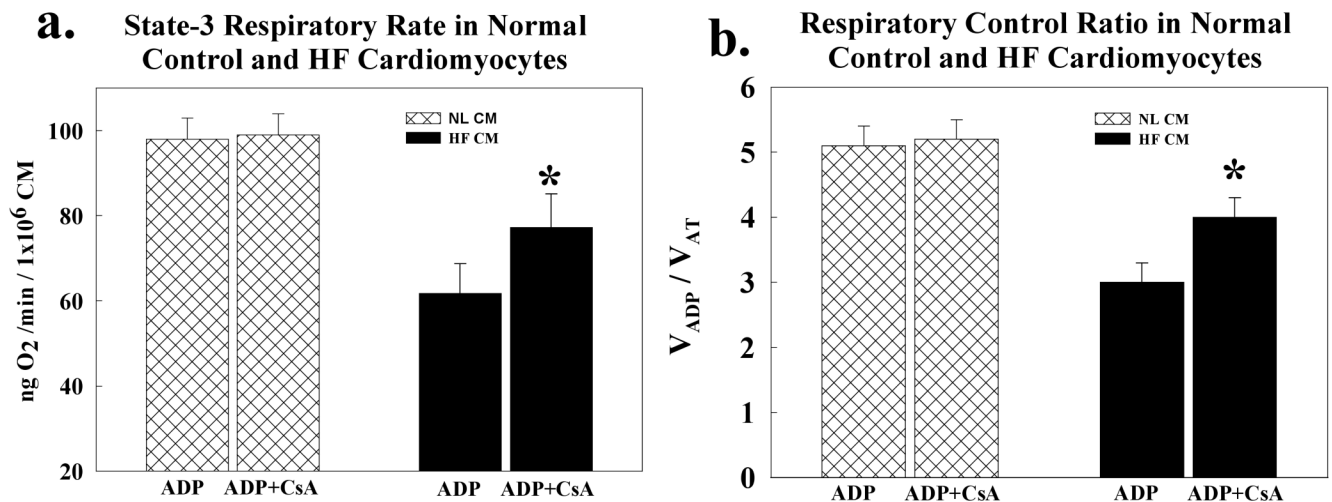 a.
State-3 Respiratory Rate in Normal
Control and HF Cardiomyocytes
ng O2 /min / 1x10⁶ CM
100
80
60
40
20
NL CM
HF CM
*
ADP
ADP+CsA
ADP
ADP+CsA
b.
Respiratory Control Ratio in Normal
Control and HF Cardiomyocytes
VADP / VAT
6
5
4
3
2
1
0
NL CM
HF CM
*
ADP
ADP+CsA
ADP
ADP+CsA